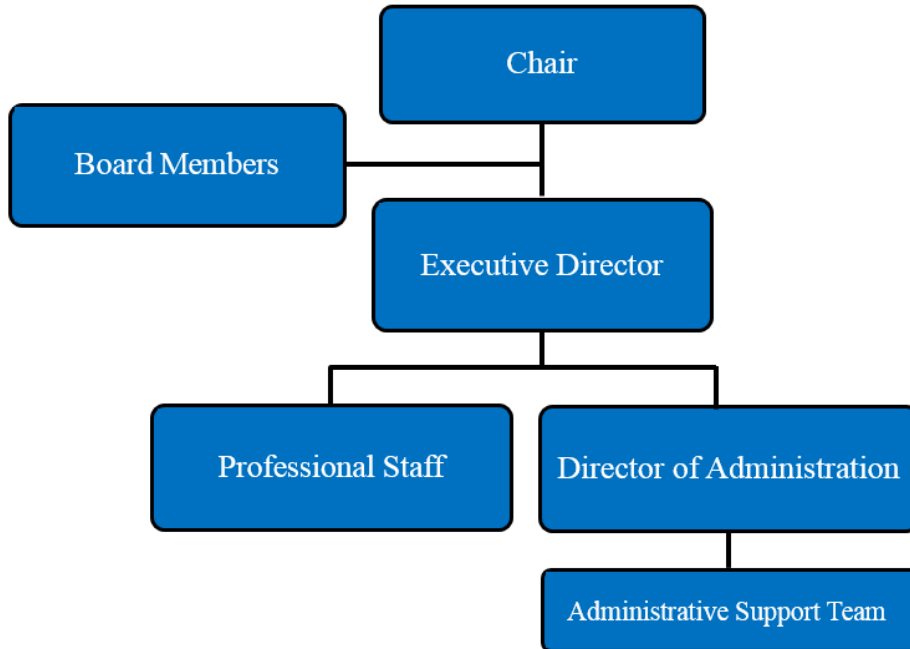 Chair
Board Members
Executive Director
Professional Staff
Director of Administration
Administrative Support Team